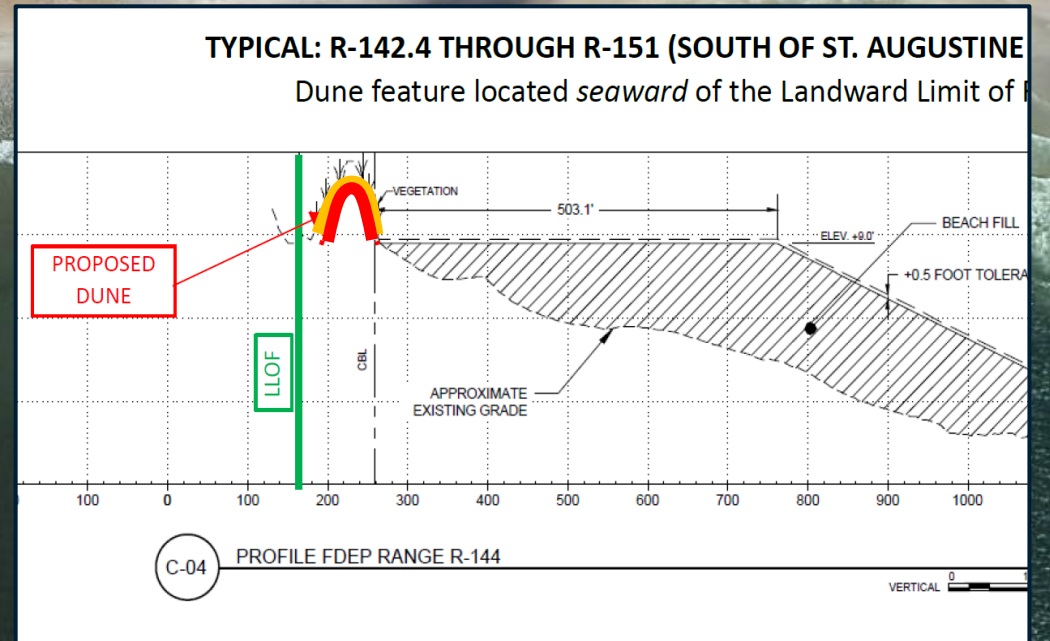 TYPICAL: R-142.4 THROUGH R-151 (SOUTH OF ST. AUGUSTINE
Dune feature located seaward of the Landward Limit of
VEGETATION
503.1'
ELEV. +9.0'
BEACH FILL
+0.5 FOOT TOLERA
PROPOSED
DUNE
LLOF
CBL
APPROXIMATE
EXISTING GRADE
100 0 100 200 300 400 500 600 700 800 900 1000
C-04 PROFILE FDEP RANGE R-144
VERTICAL 0 1